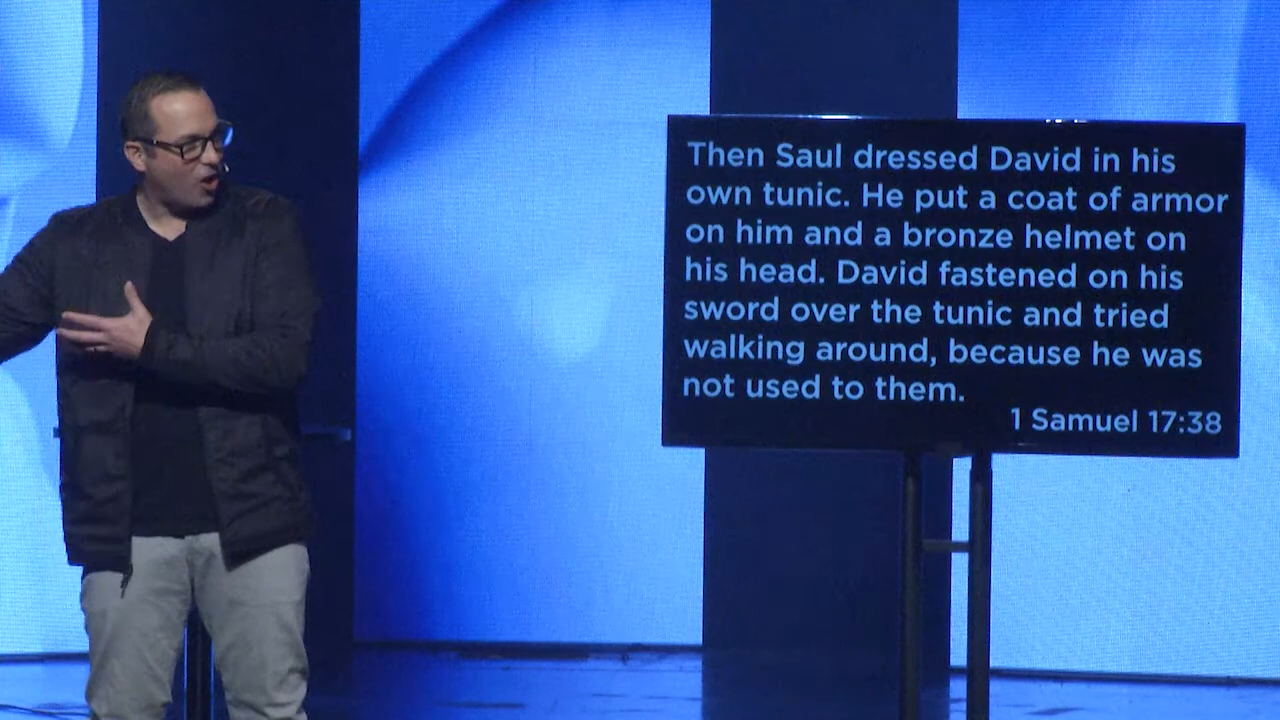 Then Saul dressed David in his
own tunic. He put a coat of armor
on him and a bronze helmet on
his head. David fastened on his
sword over the tunic and tried
walking around, because he was
not used to them.
1 Samuel 17:38